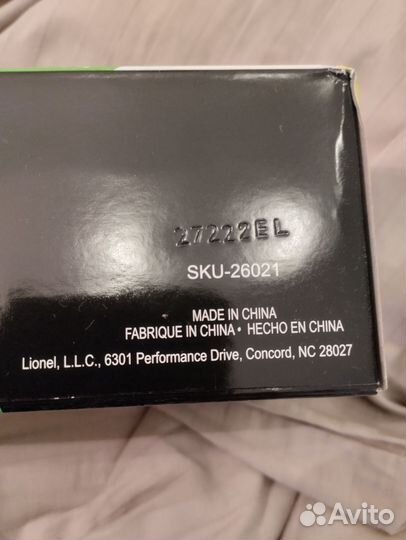 27222EL
SKU-26021
MADE IN CHINA
FABRIQUE IN CHINA • HECHO EN CHINA
Lionel, L.L.C., 6301 Performance Drive, Concord, NC 28027
Avito